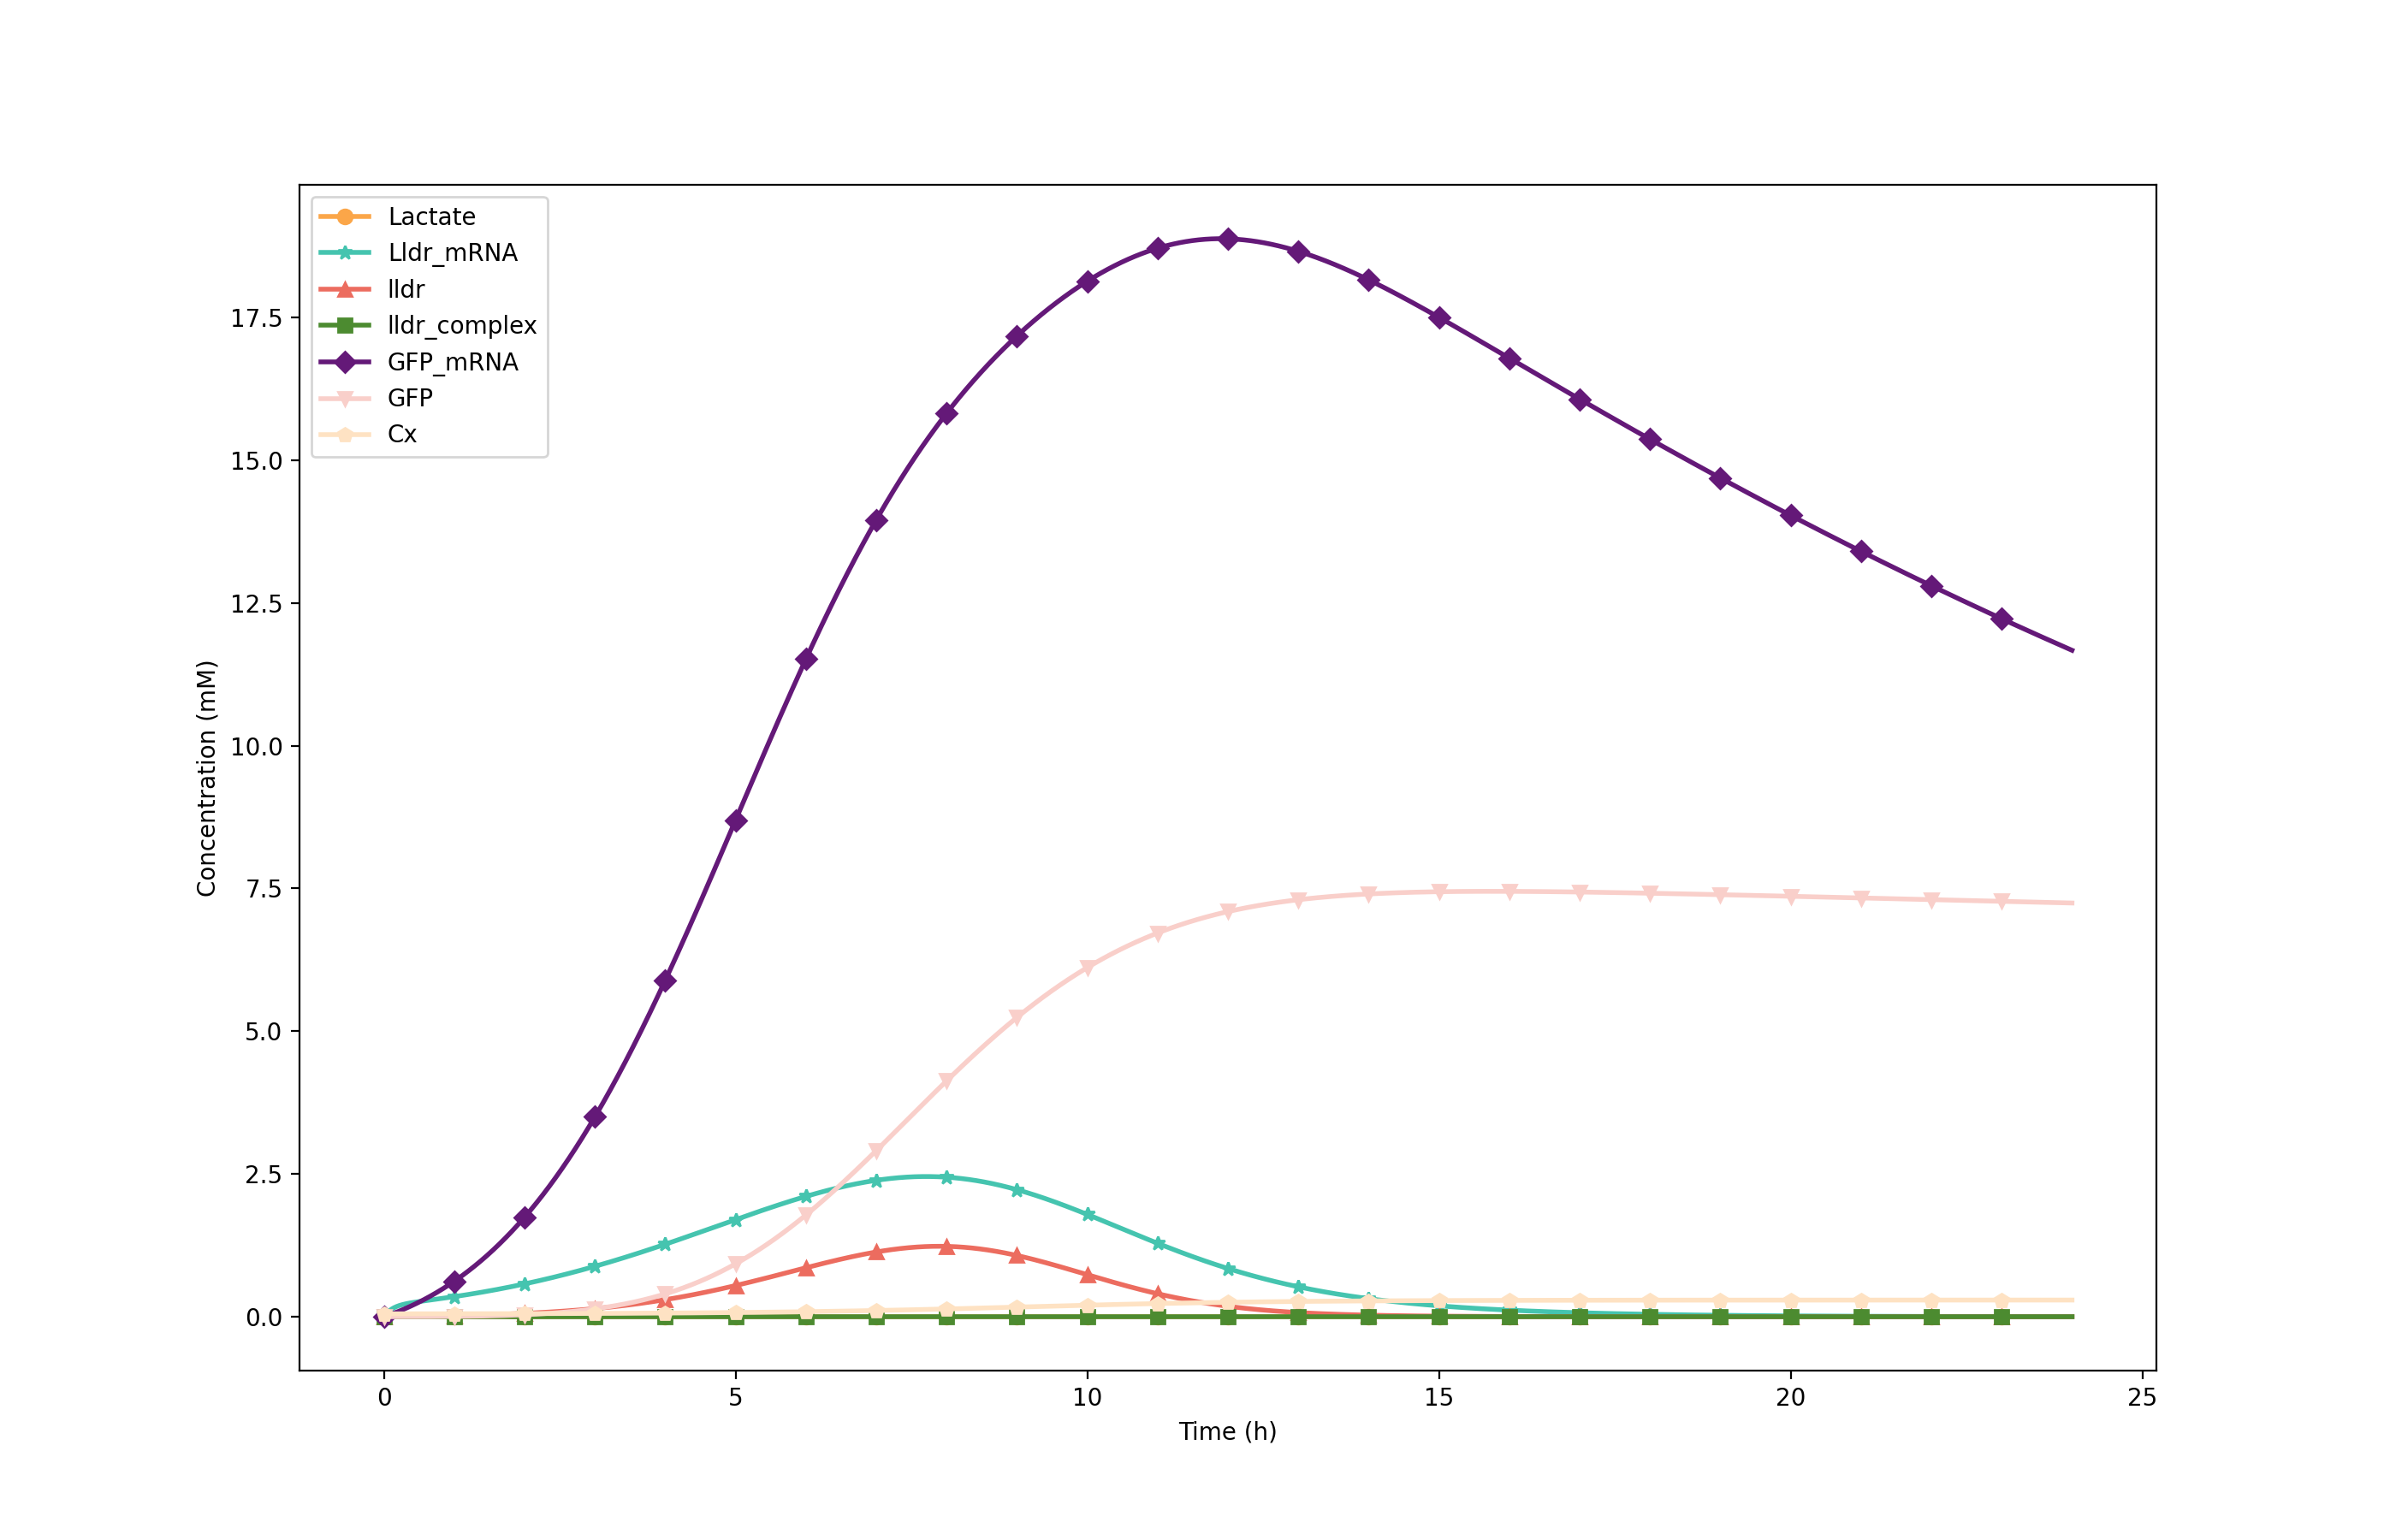 Lactate
Lldr_mRNA
lldr
lldr_complex
GFP_mRNA
GFP
Cx
Concentration (mM)
17.5
15.0
12.5
10.0
7.5
5.0
2.5
0.0
0 5 10 15 20 25
Time (h)